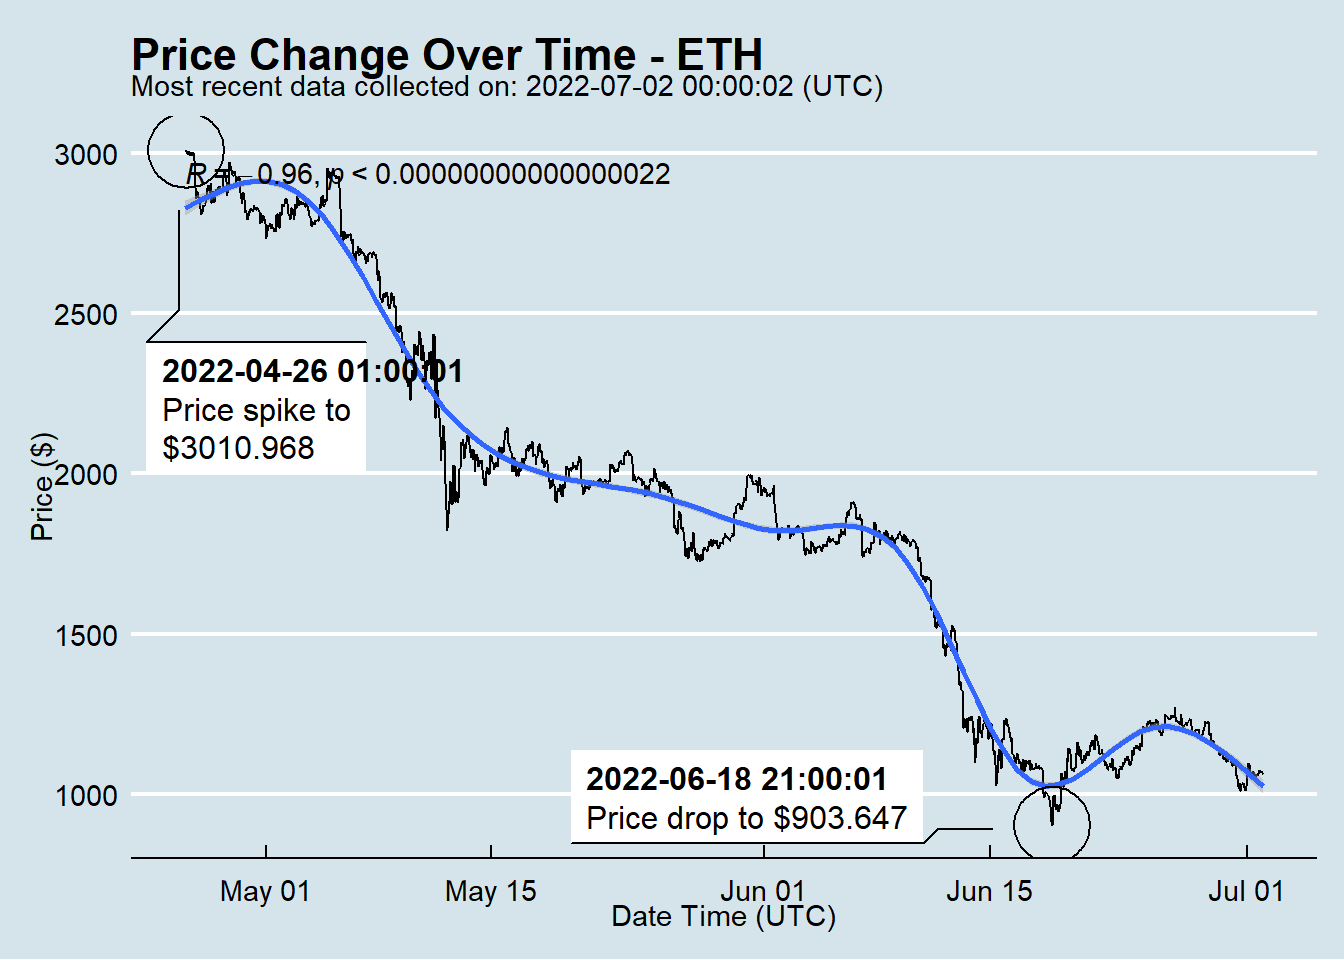 Price Change Over Time - ETH
Most recent data collected on: 2022-07-02 00:00:02 (UTC)
R = −0.96, p < 0.00000000000000022
3000
2500
2000
1500
1000
Price ($)
2022-04-26 01:00:01
Price spike to
$3010.968
2022-06-18 21:00:01
Price drop to $903.647
May 01
May 15
Jun 01
Jun 15
Jul 01
Date Time (UTC)